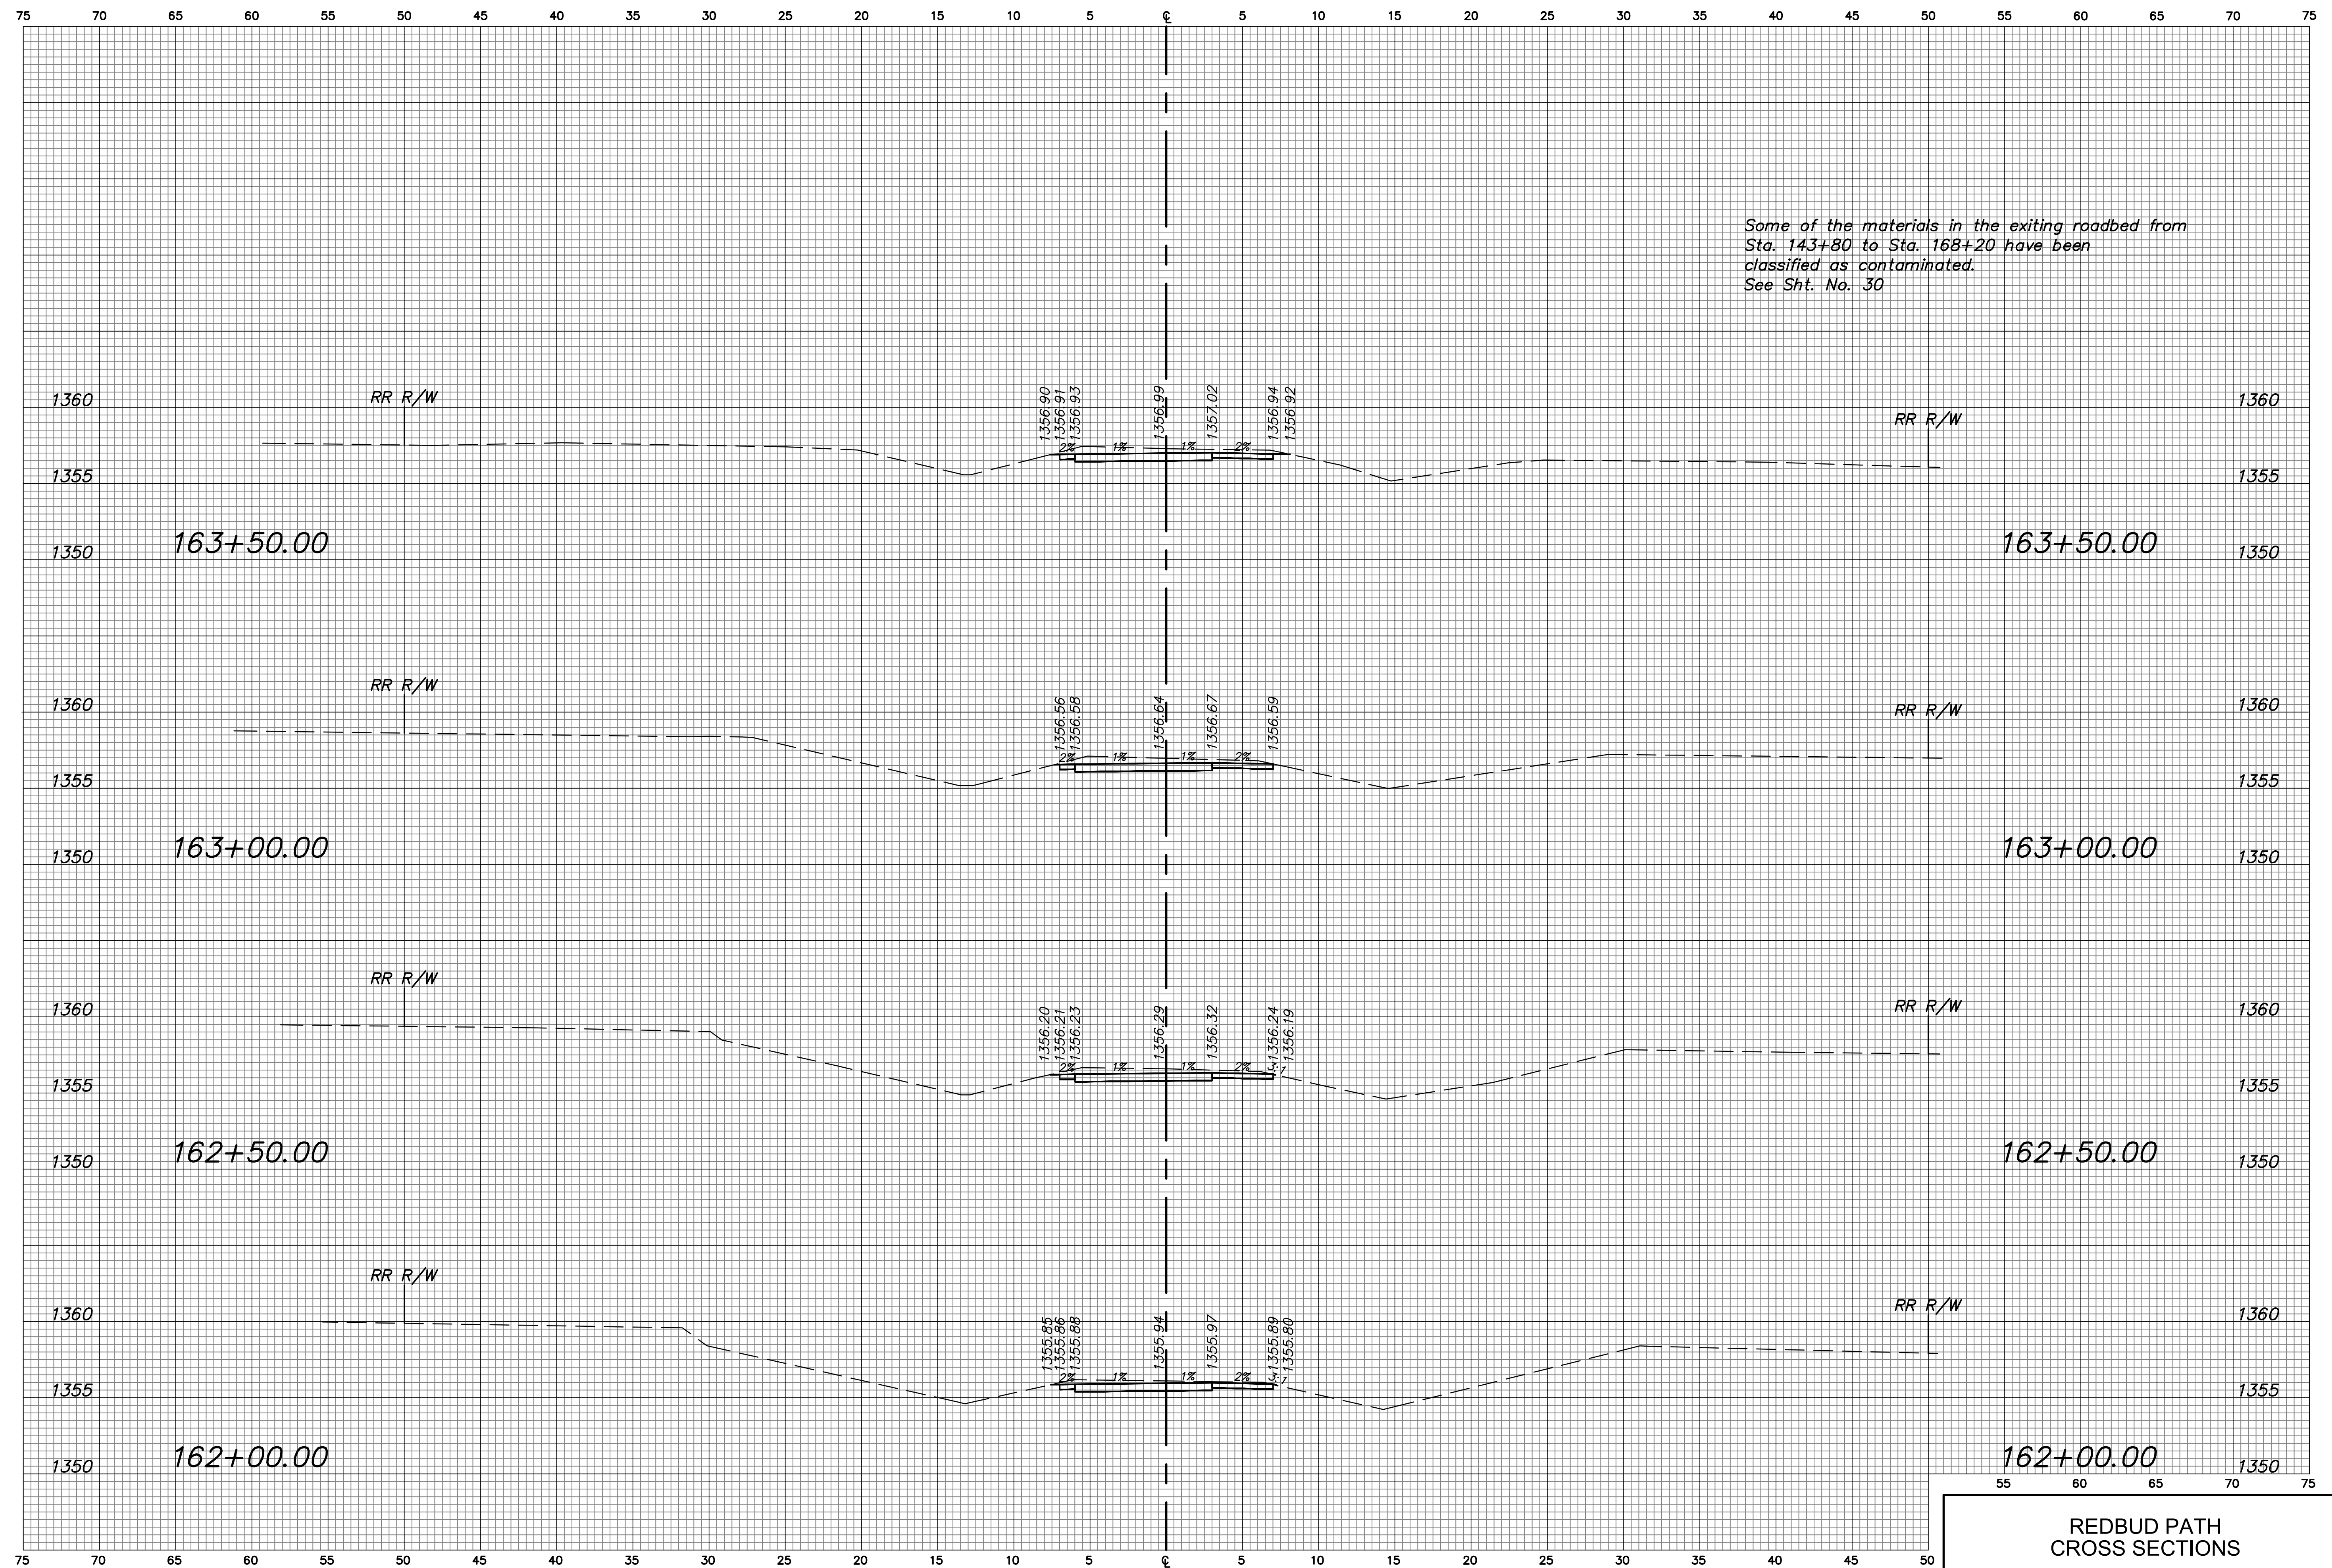 75 70 65 60 55 50 45 40 35 30 25 20 15 10 5 ℄ 5 10 15 20 25 30 35 40 45 50 55 60 65 70 75
Some of the materials in the exiting roadbed from
Sta. 143+80 to Sta. 168+20 have been
classified as contaminated.
See Sht. No. 30
1360 RR R/W 1356.90 1356.91 1356.93 1356.99 1357.02 1356.94 1356.92 RR R/W 1360
2% 1% 1% 2%
1355 1355
163+50.00 163+50.00
1350 1350
RR R/W
1360 1356.56 1356.58 1356.64 1356.67 1356.59 RR R/W 1360
2% 1% 1% 2%
1355 1355
163+00.00 163+00.00
1350 1350
RR R/W
1360 1356.20 1356.21 1356.23 1356.29 1356.32 1356.24 1356.19 RR R/W 1360
2% 1% 1% 2% 3:1
1355 1355
162+50.00 162+50.00
1350 1350
RR R/W
1360 1355.85 1355.86 1355.88 1355.94 1355.97 1355.89 1355.80 RR R/W 1360
2% 1% 1% 2% 3:1
1355 1355
162+00.00 162+00.00
1350 1350
55 60 65 70 75
REDBUD PATH
CROSS SECTIONS
75 70 65 60 55 50 45 40 35 30 25 20 15 10 5 ℄ 5 10 15 20 25 30 35 40 45 50